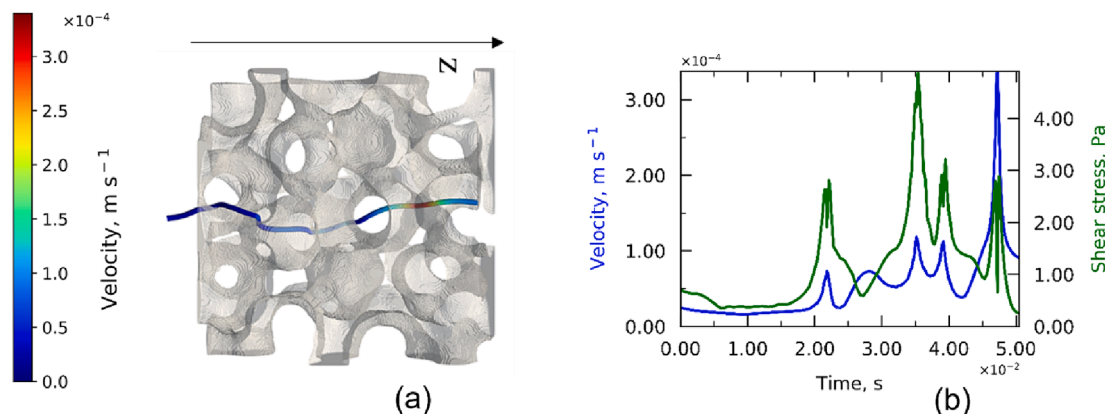 ×10⁻⁴
3.0
2.5
2.0
1.5
1.0
0.5
0.0
Velocity, m s⁻¹
z
(a)
×10⁻⁴
3.00
2.00
1.00
0.00
Velocity, m s⁻¹
4.00
3.00
2.00
1.00
0.00
Shear stress, Pa
0.00 1.00 2.00 3.00 4.00 5.00
×10⁻²
Time, s
(b)